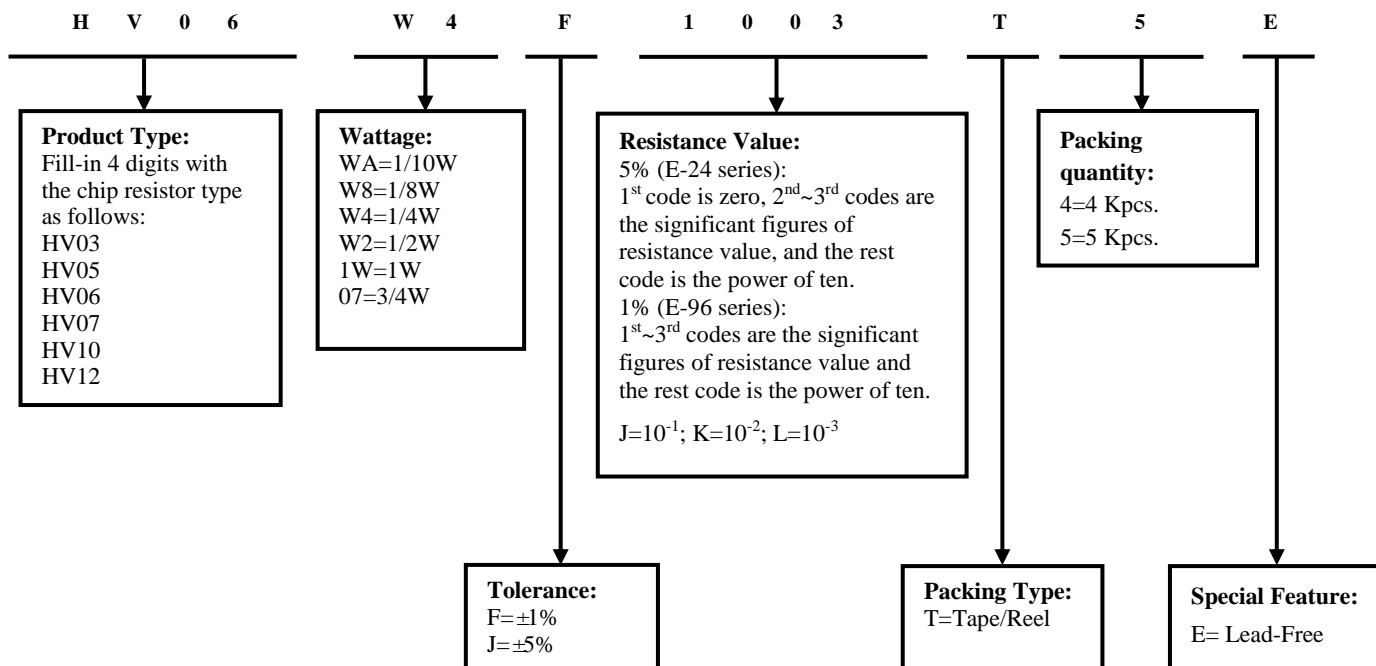 H V 0 6 W 4 F 1 0 0 3 T 5 E
Product Type:
Fill-in 4 digits with
the chip resistor type
as follows:
HV03
HV05
HV06
HV07
HV10
HV12
Wattage:
WA=1/10W
W8=1/8W
W4=1/4W
W2=1/2W
1W=1W
07=3/4W
Resistance Value:
5% (E-24 series):
1st code is zero, 2nd~3rd codes are
the significant figures of
resistance value, and the rest
code is the power of ten.
1% (E-96 series):
1st~3rd codes are the significant
figures of resistance value and
the rest code is the power of ten.
J=10-1; K=10-2; L=10-3
Packing
quantity:
4=4 Kpcs.
5=5 Kpcs.
Tolerance:
F=±1%
J=±5%
Packing Type:
T=Tape/Reel
Special Feature:
E= Lead-Free